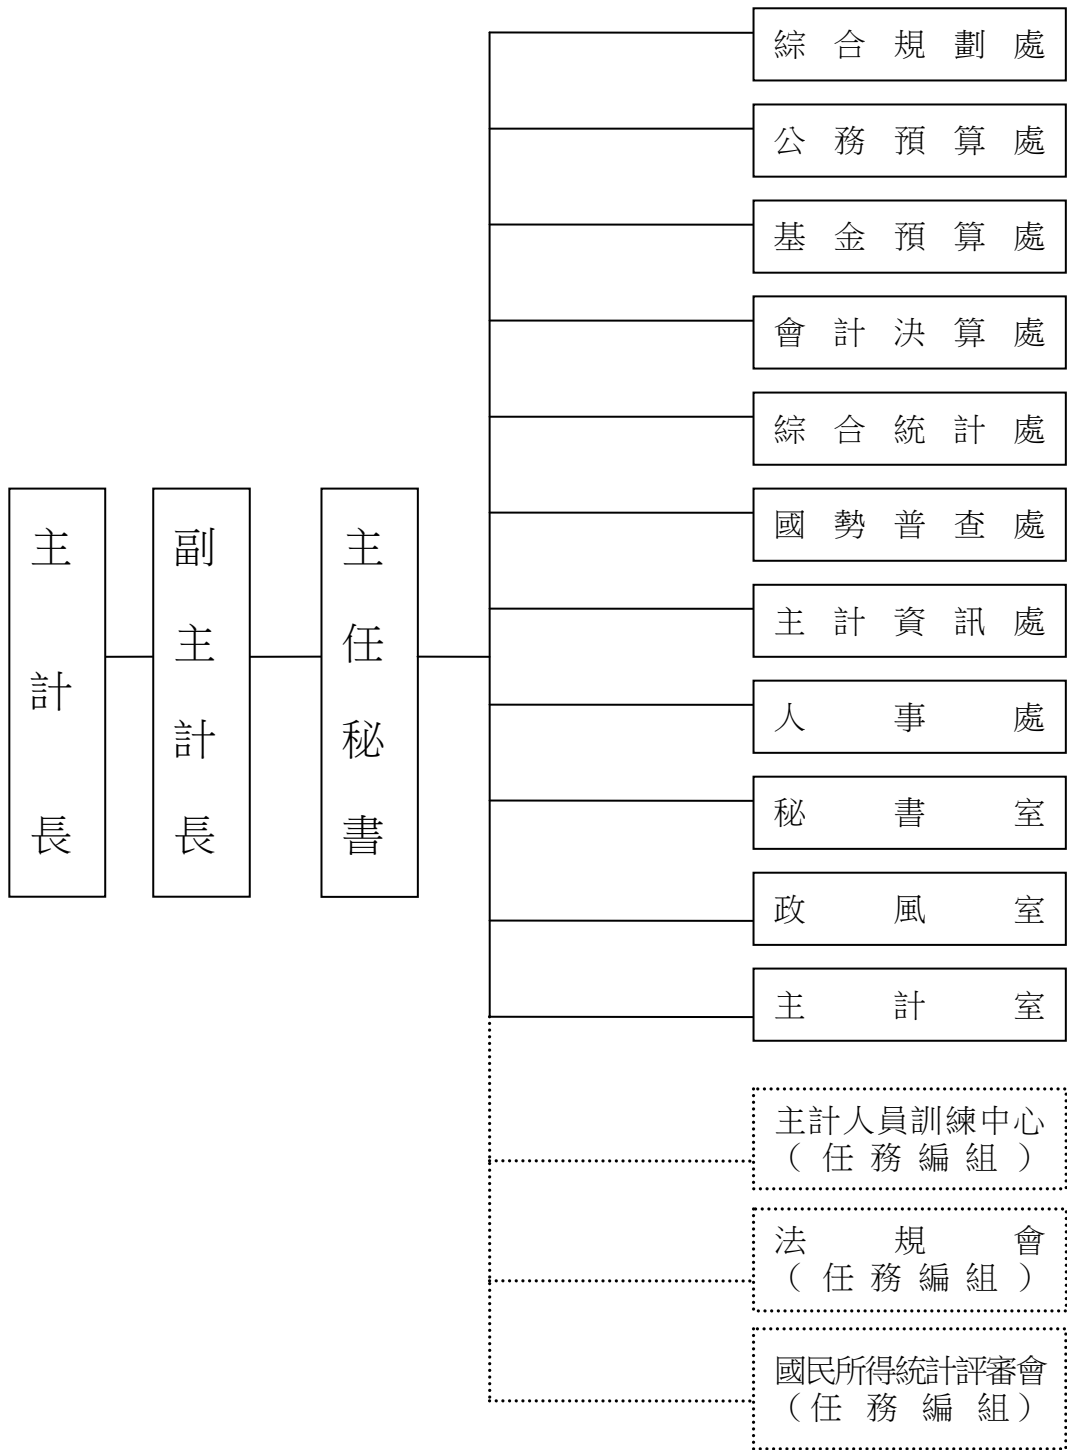 主計長
副主計長
主任秘書
綜合規劃處
公務預算處
基金預算處
會計決算處
綜合統計處
國勢普查處
主計資訊處
人事處
秘書室
政風室
主計室
主計人員訓練中心
（任務編組）
法規會
（任務編組）
國民所得統計評審會
（任務編組）